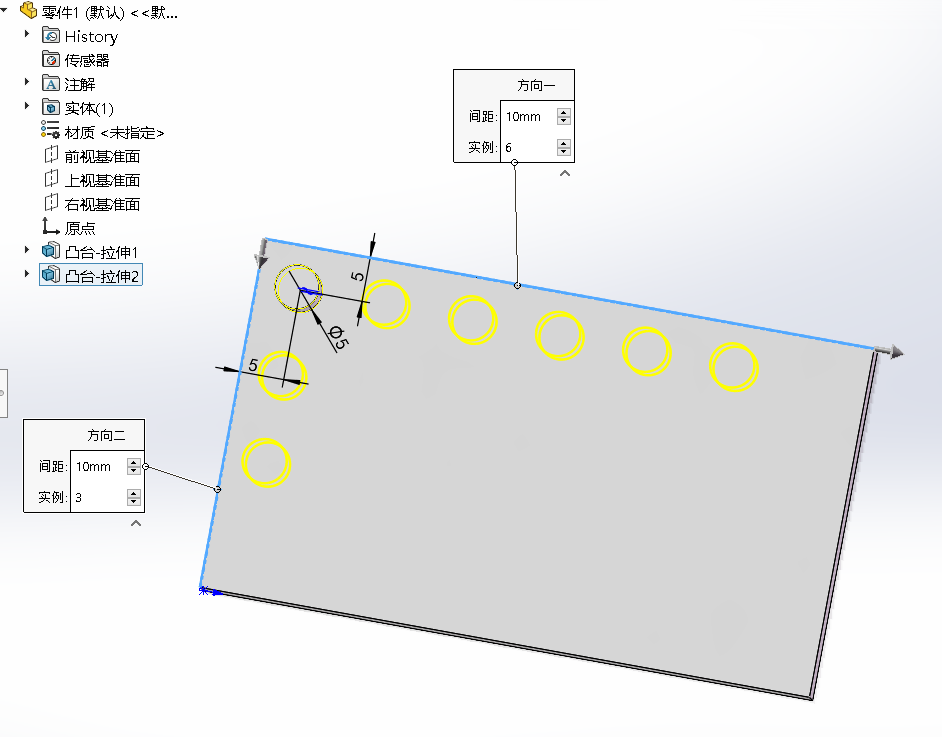 零件1 (默认) <<默...
History
传感器
注解
实体(1)
材质 <未指定>
前视基准面
上视基准面
右视基准面
原点
凸台-拉伸1
凸台-拉伸2
方向一
间距: 10mm
实例: 6
5
Ø5
5
方向二
间距: 10mm
实例: 3